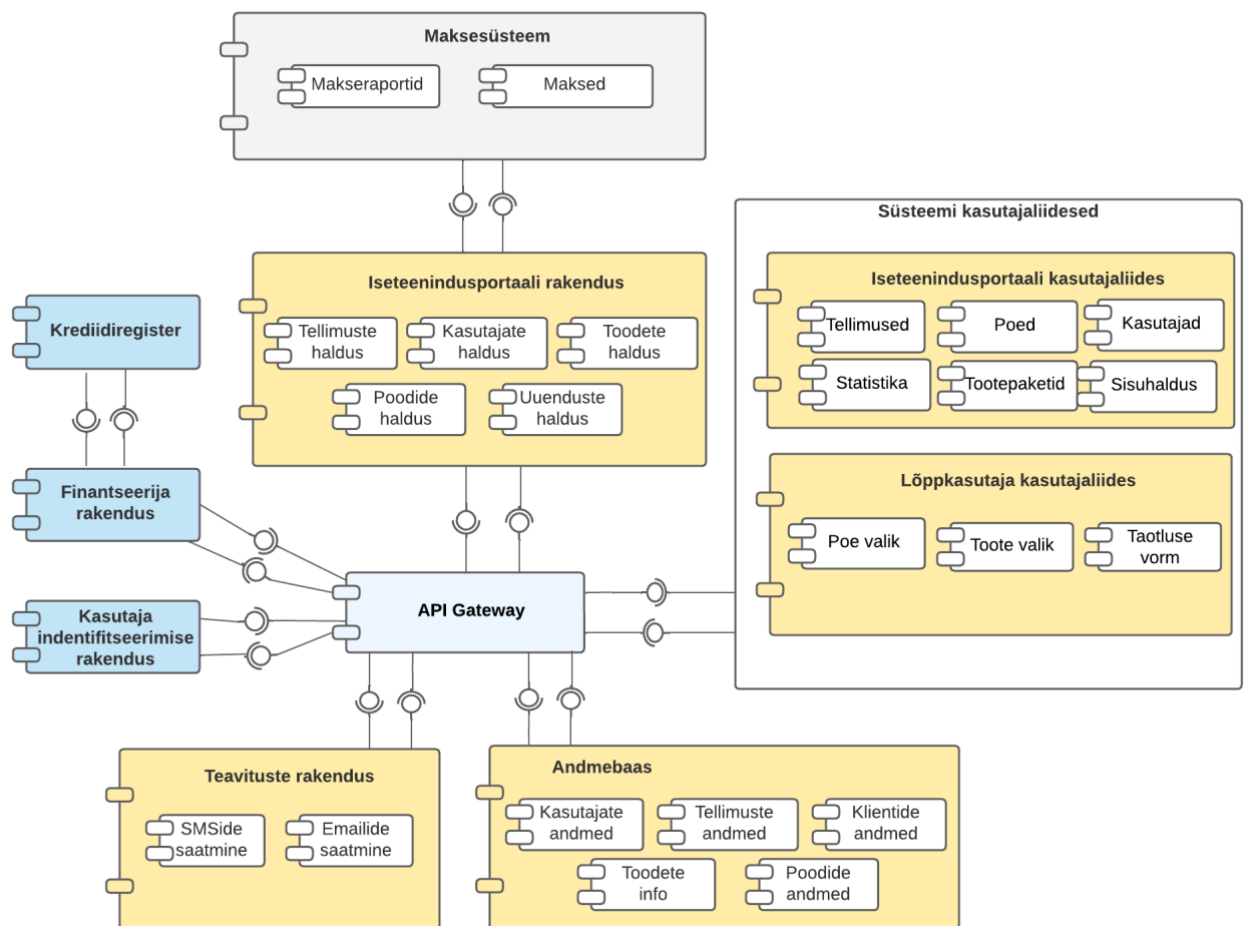 Maksesüsteem
Makseraportid
Maksed
Süsteemi kasutajaliidesed
Iseteenindusportaali rakendus
Tellimuste
haldus
Kasutajate
haldus
Toodete
haldus
Poodide
haldus
Uuenduste
haldus
Iseteenindusportaali kasutajaliides
Tellimused
Poed
Kasutajad
Statistika
Tootepaketid
Sisuhaldus
Krediidiregister
Finantseerija
rakendus
Lõppkasutaja kasutajaliides
Poe valik
Toote valik
Taotluse
vorm
API Gateway
Kasutaja
indentifitseerimise
rakendus
Teavituste rakendus
SMSide
saatmine
Emailide
saatmine
Andmebaas
Kasutajate
andmed
Tellimuste
andmed
Klientide
andmed
Toodete
info
Poodide
andmed